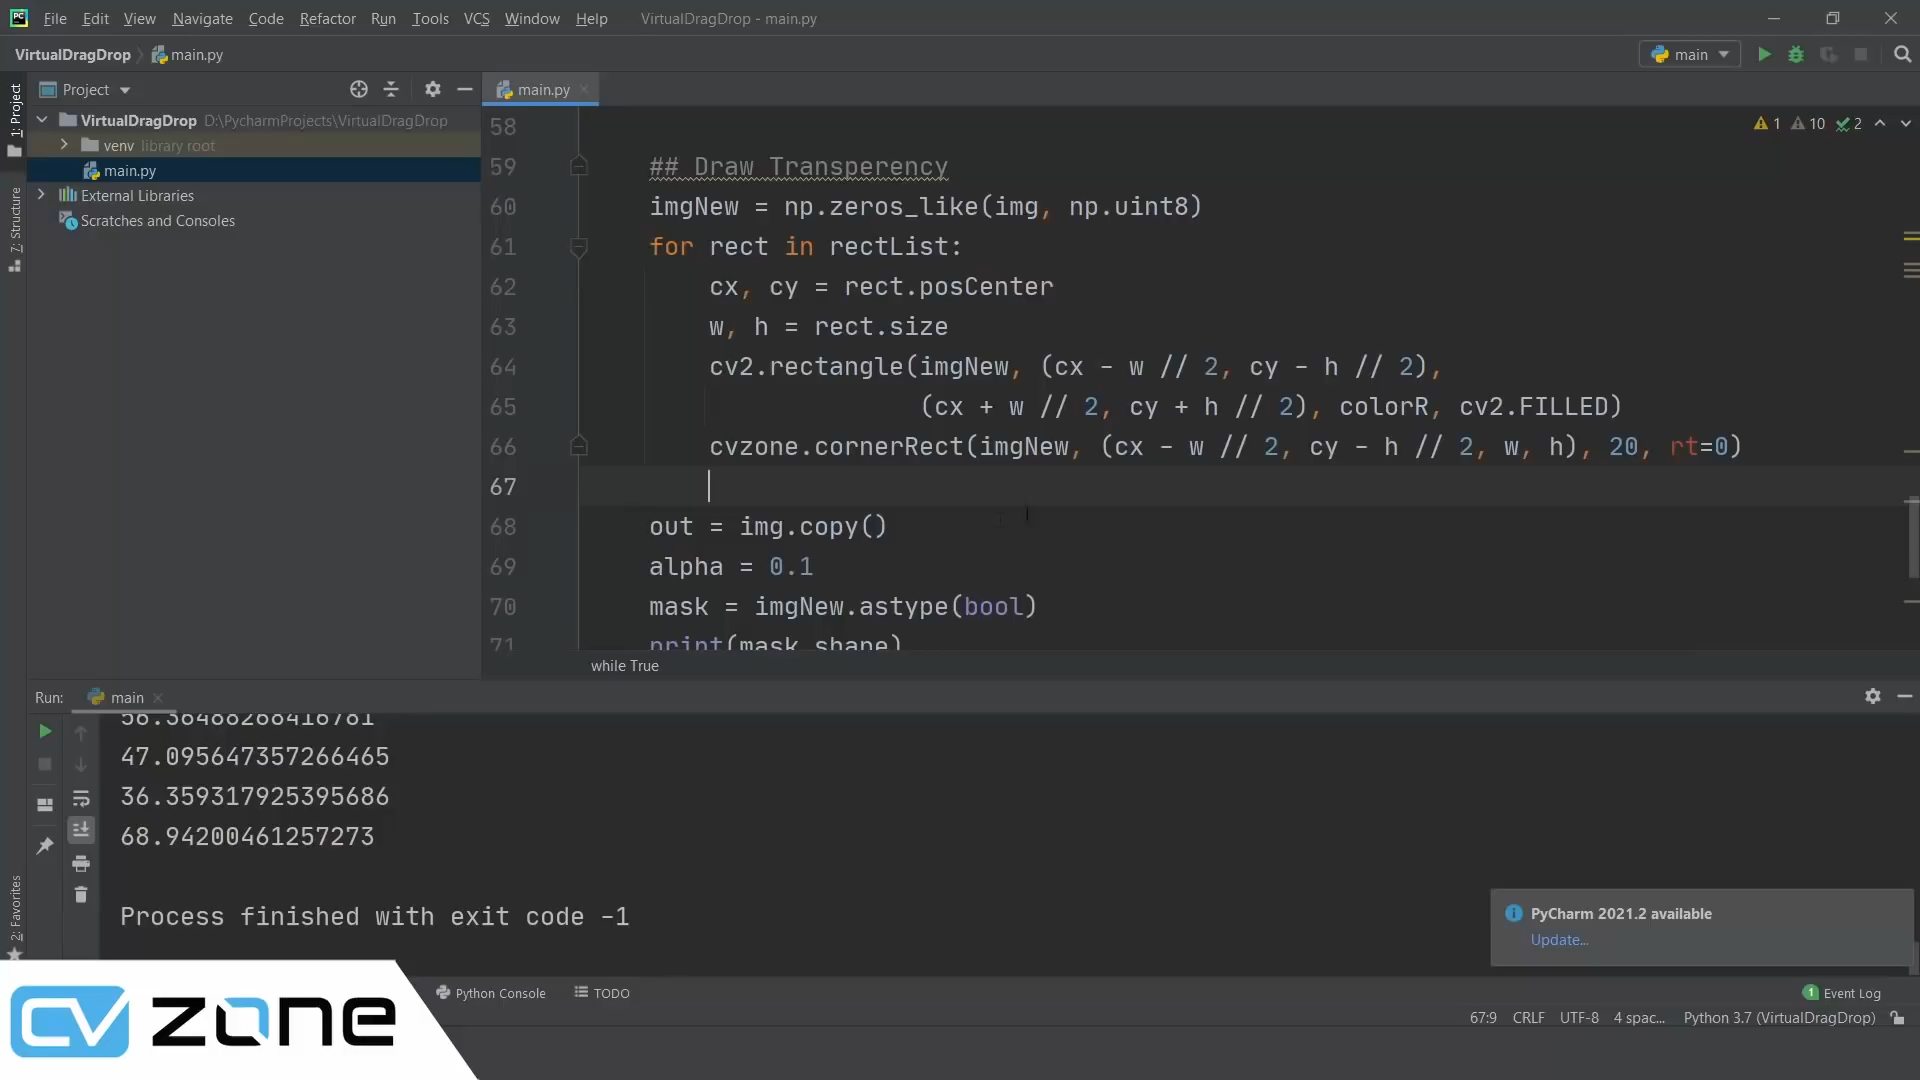 File Edit View Navigate Code Refactor Run Tools VCS Window Help VirtualDragDrop - main.py
VirtualDragDrop main.py main
Project main.py
VirtualDragDrop D:\PycharmProjects\VirtualDragDrop
venv library root
main.py
External Libraries
Scratches and Consoles
1: Project
7: Structure
2: Favorites
1 10 2
58
59 ## Draw Transperency
60 imgNew = np.zeros_like(img, np.uint8)
61 for rect in rectList:
62 cx, cy = rect.posCenter
63 w, h = rect.size
64 cv2.rectangle(imgNew, (cx - w // 2, cy - h // 2),
65 (cx + w // 2, cy + h // 2), colorR, cv2.FILLED)
66 cvzone.cornerRect(imgNew, (cx - w // 2, cy - h // 2, w, h), 20, rt=0)
67
68 out = img.copy()
69 alpha = 0.1
70 mask = imgNew.astype(bool)
71 print(mask.shape)
while True
Run: main
56.36488268416781
47.095647357266465
36.359317925395686
68.94200461257273
Process finished with exit code -1
PyCharm 2021.2 available
Update...
Python Console TODO
1 Event Log
67:9 CRLF UTF-8 4 spac... Python 3.7 (VirtualDragDrop)
CV zone